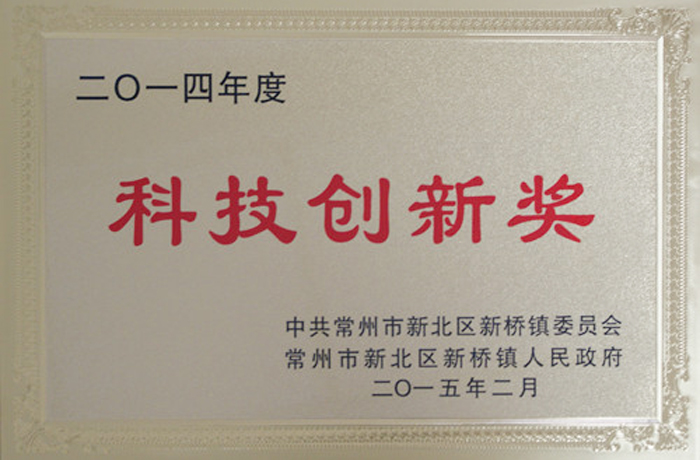 二〇一四年度
科技创新奖
中共常州市新北区新桥镇委员会
常州市新北区新桥镇人民政府
二〇一五年二月